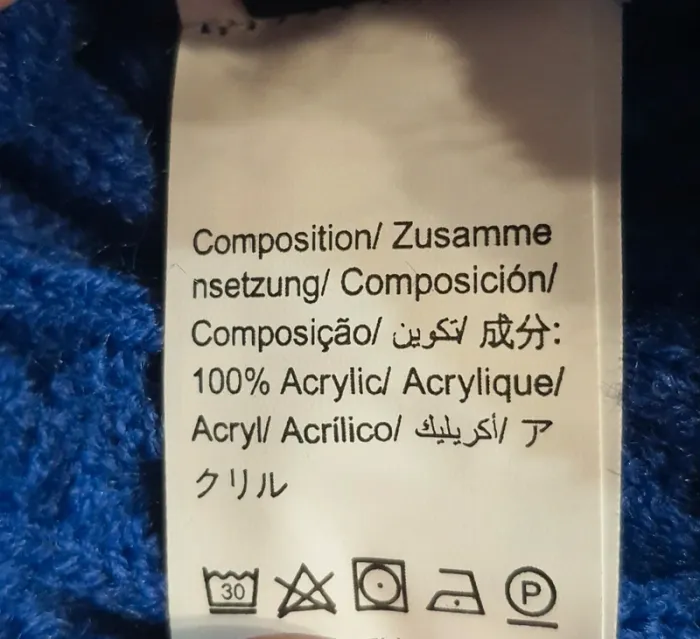 Composition/ Zusamme
nsetzung/ Composición/
Composição/ تكوين/ 成分:
100% Acrylic/ Acrylique/
Acryl/ Acrílico/ أكريليك/ ア
クリル
30
P